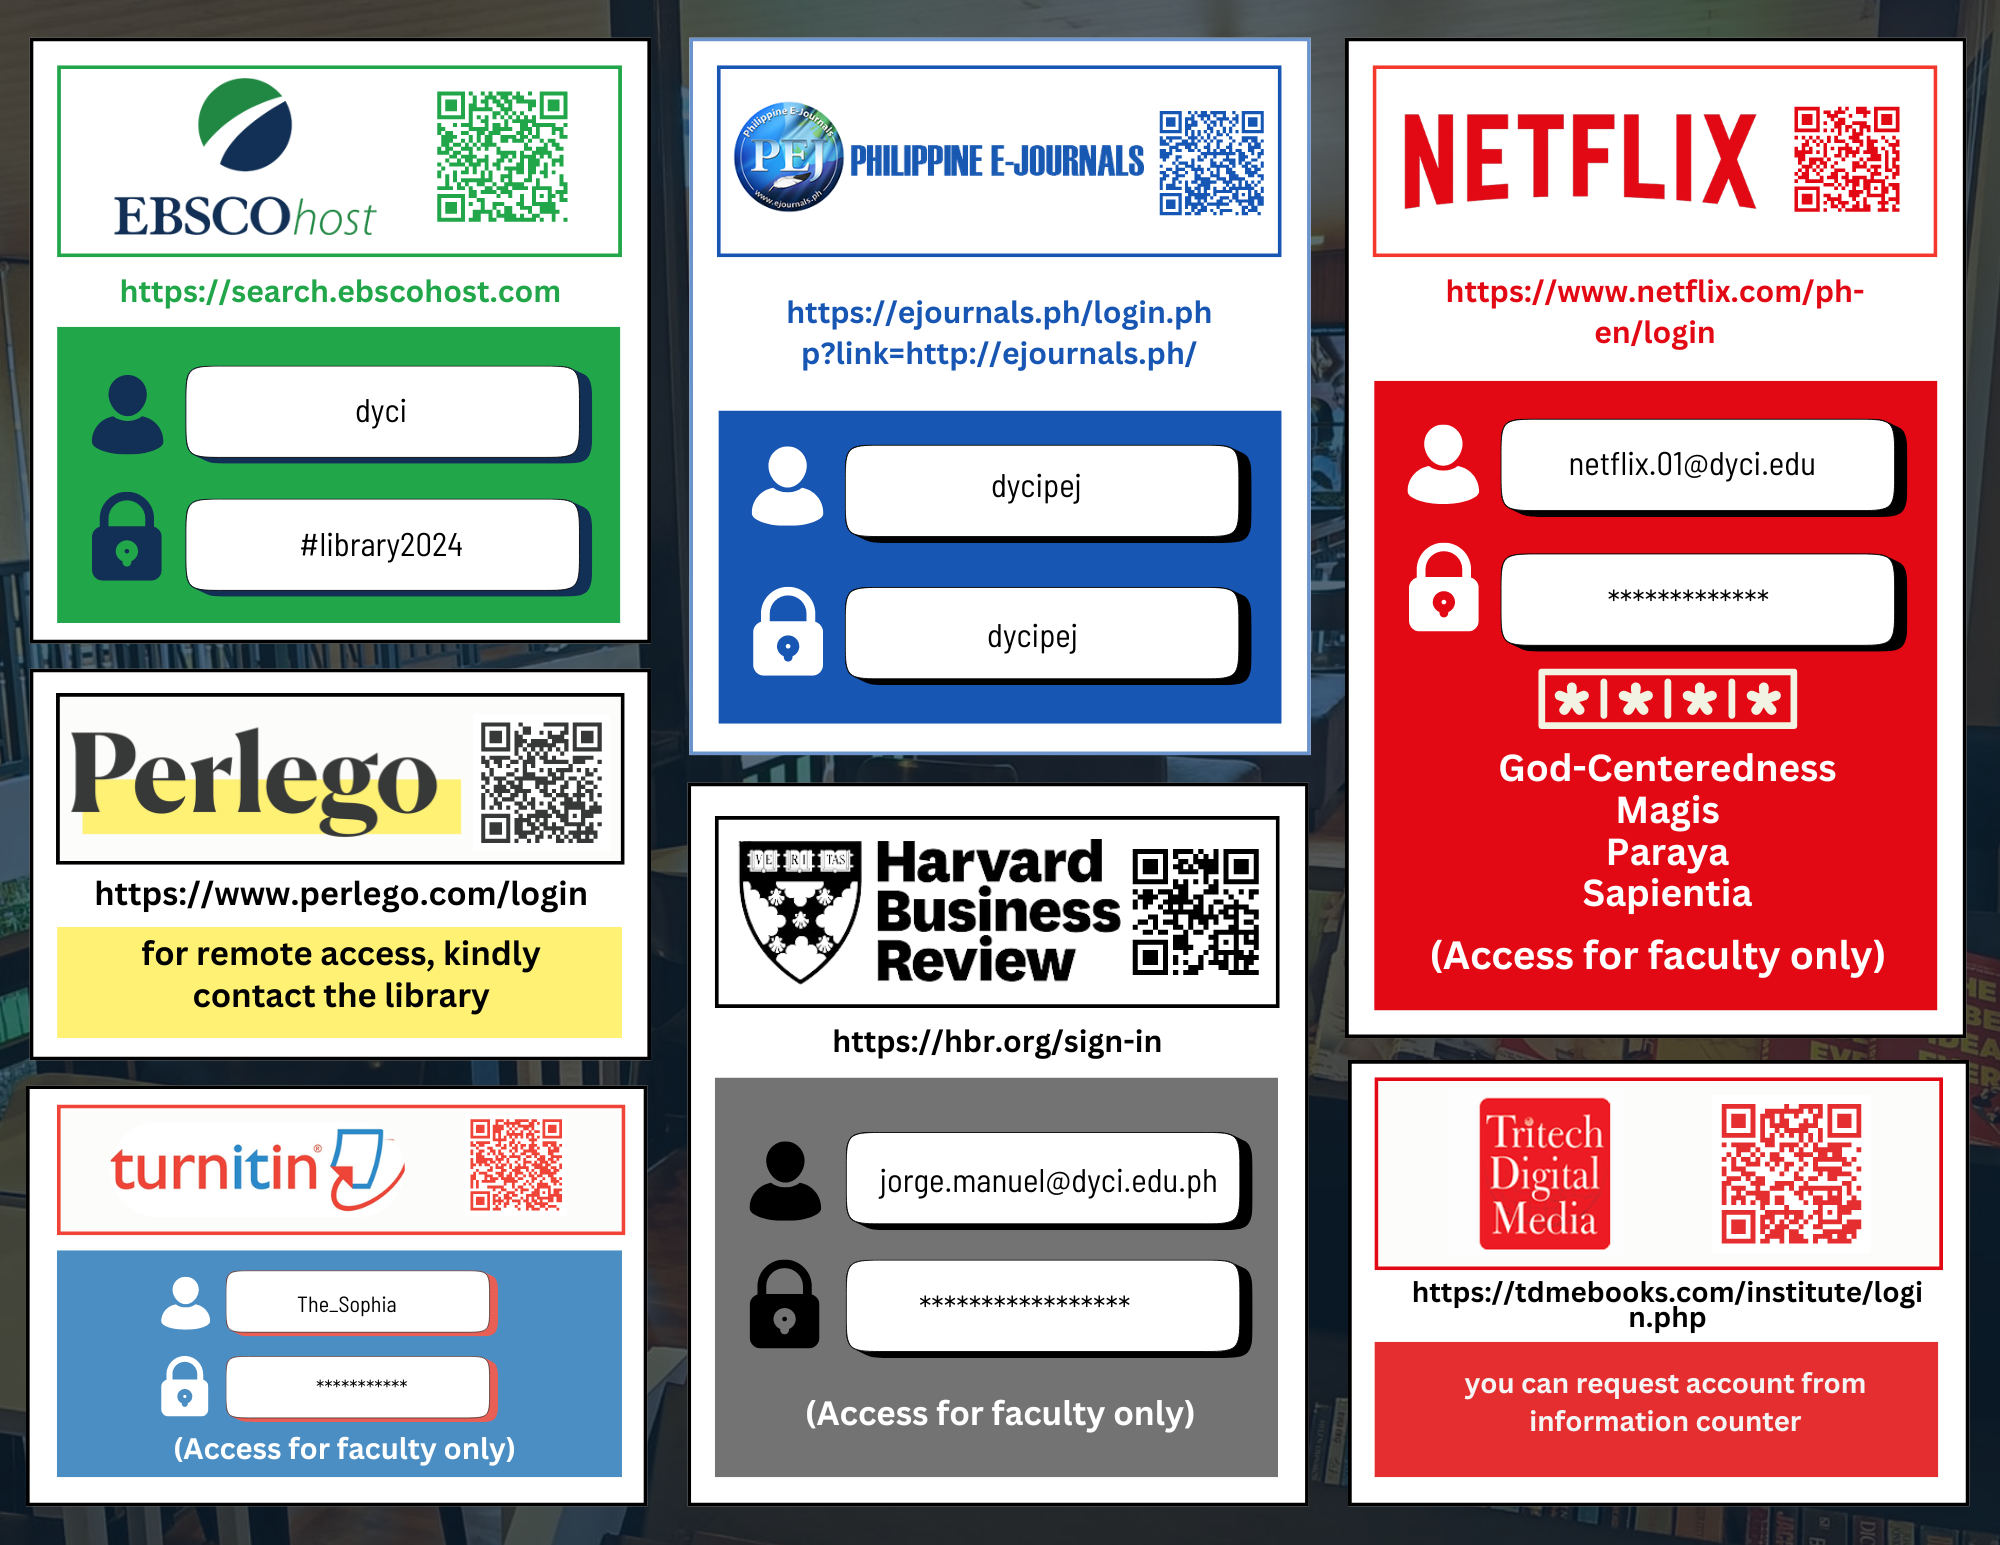 EBSCOhost
https://search.ebscohost.com
dyci
#library2024
Perlego
https://www.perlego.com/login
for remote access, kindly
contact the library
turnitin®
The_Sophia
***********
(Access for faculty only)
Philippine E-Journals
PEJ
www.ejournals.ph
PHILIPPINE E-JOURNALS
https://ejournals.ph/login.ph
p?link=http://ejournals.ph/
dycipej
dycipej
VE RI TAS
Harvard
Business
Review
https://hbr.org/sign-in
jorge.manuel@dyci.edu.ph
*****************
(Access for faculty only)
NETFLIX
https://www.netflix.com/ph-
en/login
netflix.01@dyci.edu
*************
*|*|*|*
God-Centeredness
Magis
Paraya
Sapientia
(Access for faculty only)
Tritech
Digital
Media
https://tdmebooks.com/institute/logi
n.php
you can request account from
information counter